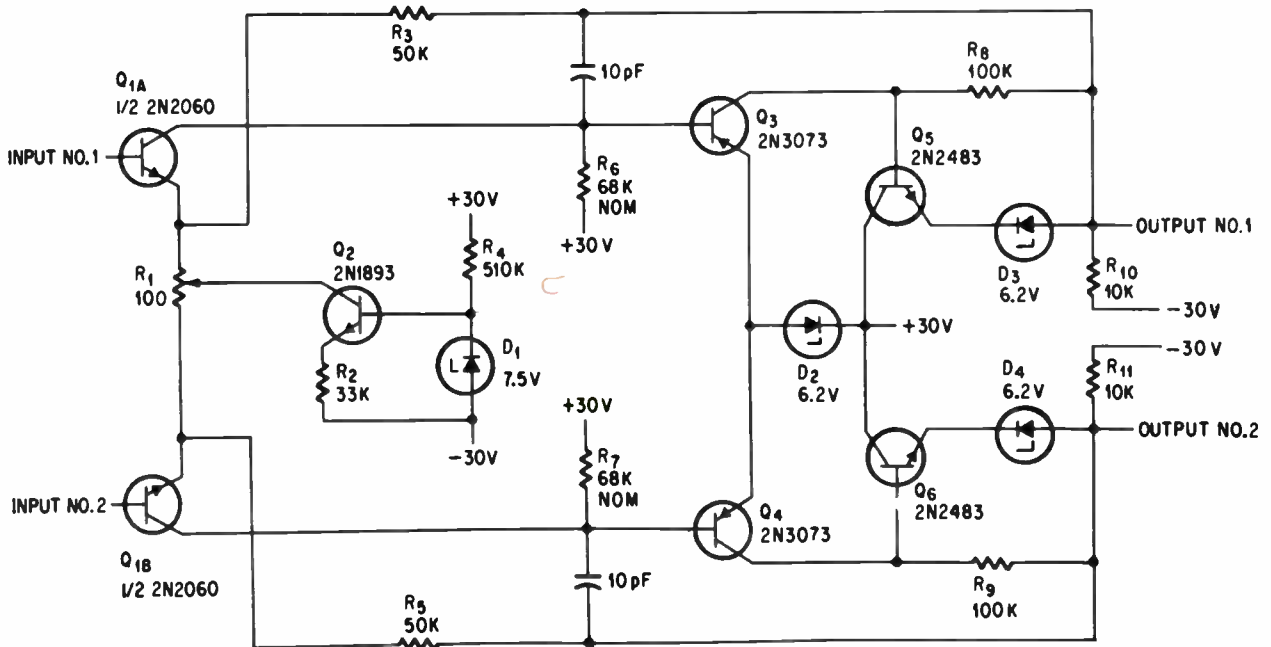 R3
50K
10pF
R8
100K
Q1A
1/2 2N2060
Q3
2N3073
Q5
2N2483
INPUT NO.1
R6
68K
NOM
+30V
+30V
R4
510K
Q2
2N1893
R1
100
OUTPUT NO.1
D3
6.2V
R10
10K
-30V
+30V
L
L
L
D1
7.5V
R2
33K
D2
6.2V
-30V
D4
6.2V
R11
10K
L
+30V
-30V
R7
68K
NOM
OUTPUT NO.2
INPUT NO.2
Q4
2N3073
Q6
2N2483
Q1B
1/2 2N2060
10pF
R9
100K
R5
50K